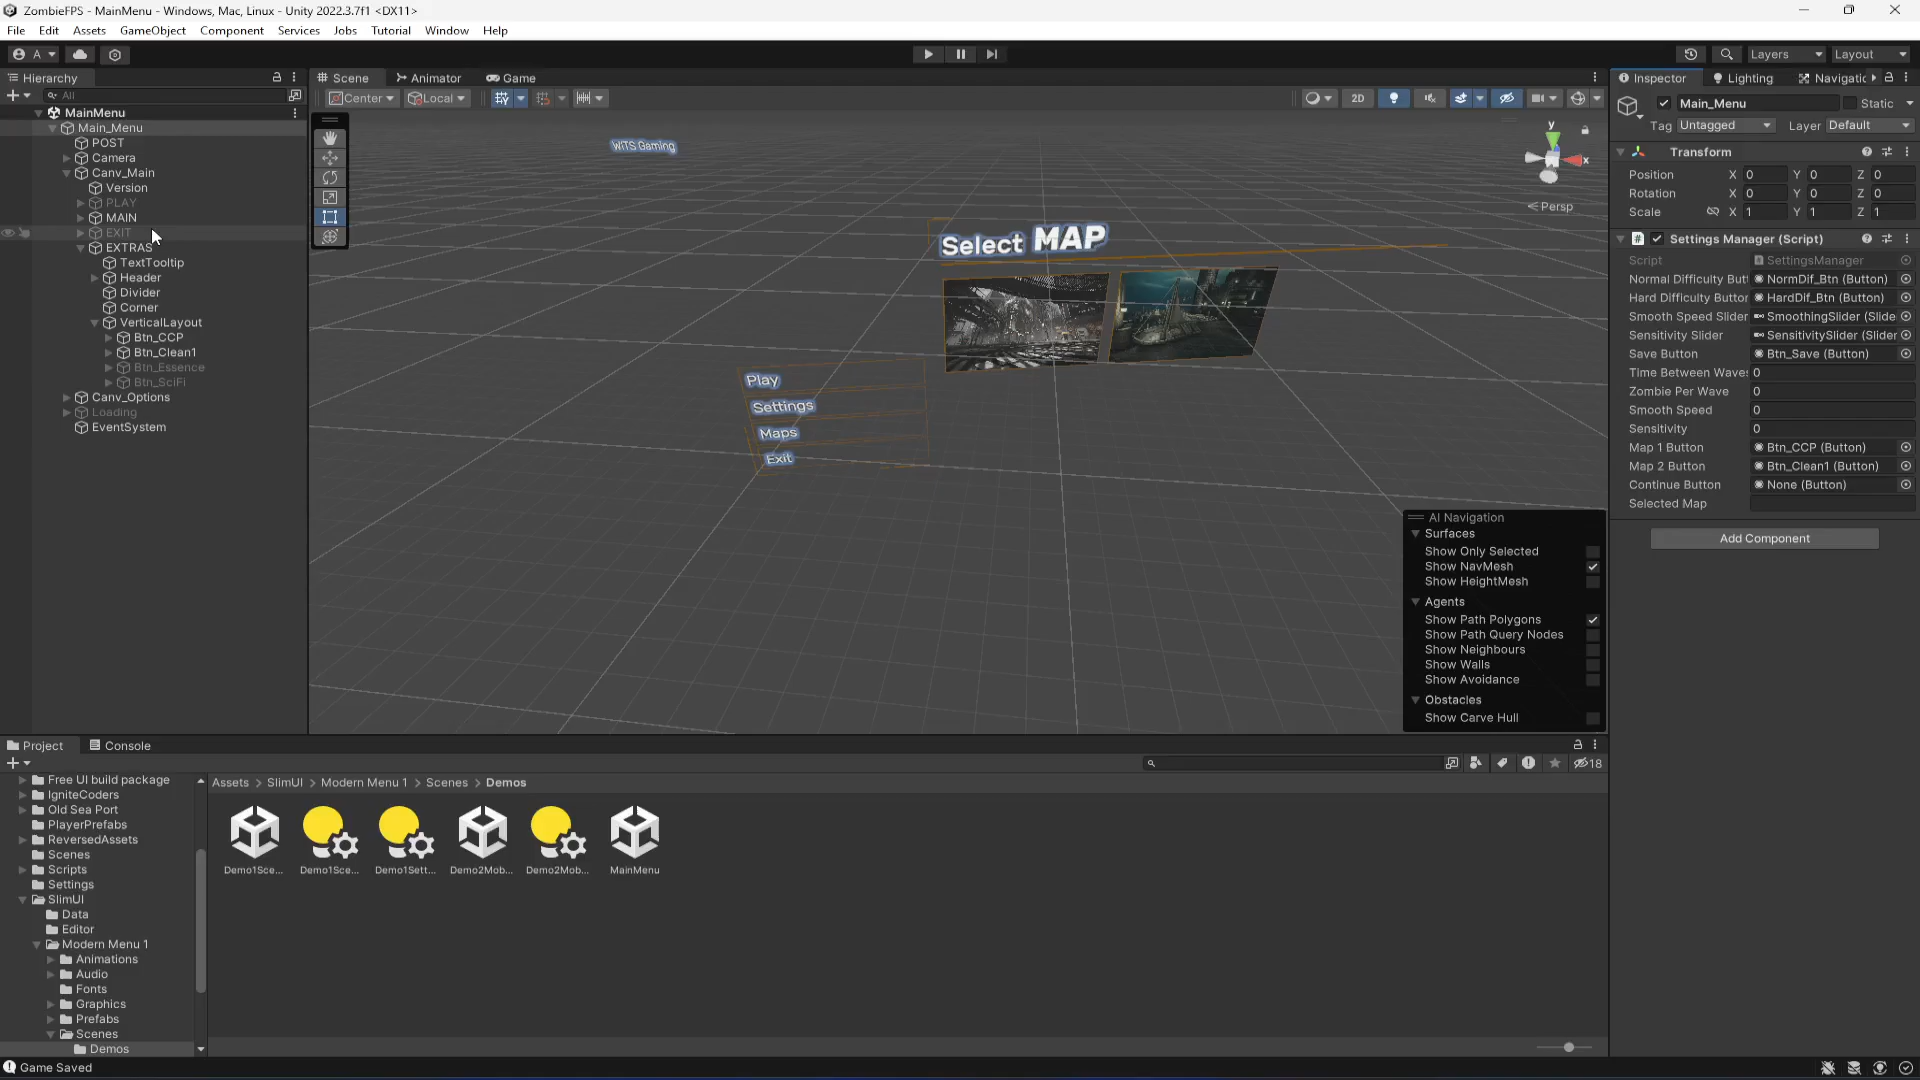 ZombieFPS - MainMenu - Windows, Mac, Linux - Unity 2022.3.7f1 <DX11>
File Edit Assets GameObject Component Services Jobs Tutorial Window Help
A
Layers
Layout
Hierarchy
All
MainMenu
Main_Menu
POST
Camera
Canv_Main
Version
PLAY
MAIN
EXIT
EXTRAS
TextTooltip
Header
Divider
Corner
VerticalLayout
Btn_CCP
Btn_Clean1
Btn_Essence
Btn_SciFi
Canv_Options
Loading
EventSystem
Scene Animator Game
Center Local 2D
WiTS Gaming
y
x
Persp
Select MAP
Play
Settings
Maps
Exit
AI Navigation
Surfaces
Show Only Selected
Show NavMesh
Show HeightMesh
Agents
Show Path Polygons
Show Path Query Nodes
Show Neighbours
Show Walls
Show Avoidance
Obstacles
Show Carve Hull
Inspector Lighting Navigatic
Main_Menu Static
Tag Untagged Layer Default
Transform
Position X 0 Y 0 Z 0
Rotation X 0 Y 0 Z 0
Scale X 1 Y 1 Z 1
Settings Manager (Script)
Script SettingsManager
Normal Difficulty Butt NormDif_Btn (Button)
Hard Difficulty Button HardDif_Btn (Button)
Smooth Speed Slider SmoothingSlider (Slide
Sensitivity Slider SensitivitySlider (Slider
Save Button Btn_Save (Button)
Time Between Waves 0
Zombie Per Wave 0
Smooth Speed 0
Sensitivity 0
Map 1 Button Btn_CCP (Button)
Map 2 Button Btn_Clean1 (Button)
Continue Button None (Button)
Selected Map
Add Component
Project Console
18
Free UI build package
IgniteCoders
Old Sea Port
PlayerPrefabs
ReversedAssets
Scenes
Scripts
Settings
SlimUI
Data
Editor
Modern Menu 1
Animations
Audio
Fonts
Graphics
Prefabs
Scenes
Demos
Assets > SlimUI > Modern Menu 1 > Scenes > Demos
Demo1Sce... Demo1Sce... Demo1Sett... Demo2Mob... Demo2Mob... MainMenu
Game Saved